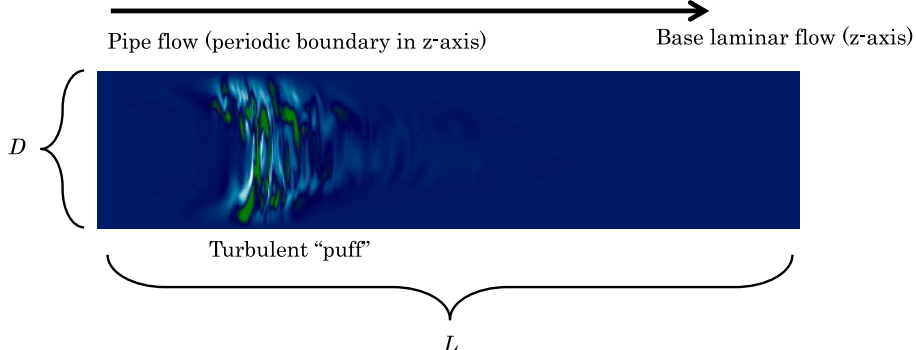 Pipe flow (periodic boundary in z-axis)
Base laminar flow (z-axis)
D
Turbulent “puff”
L